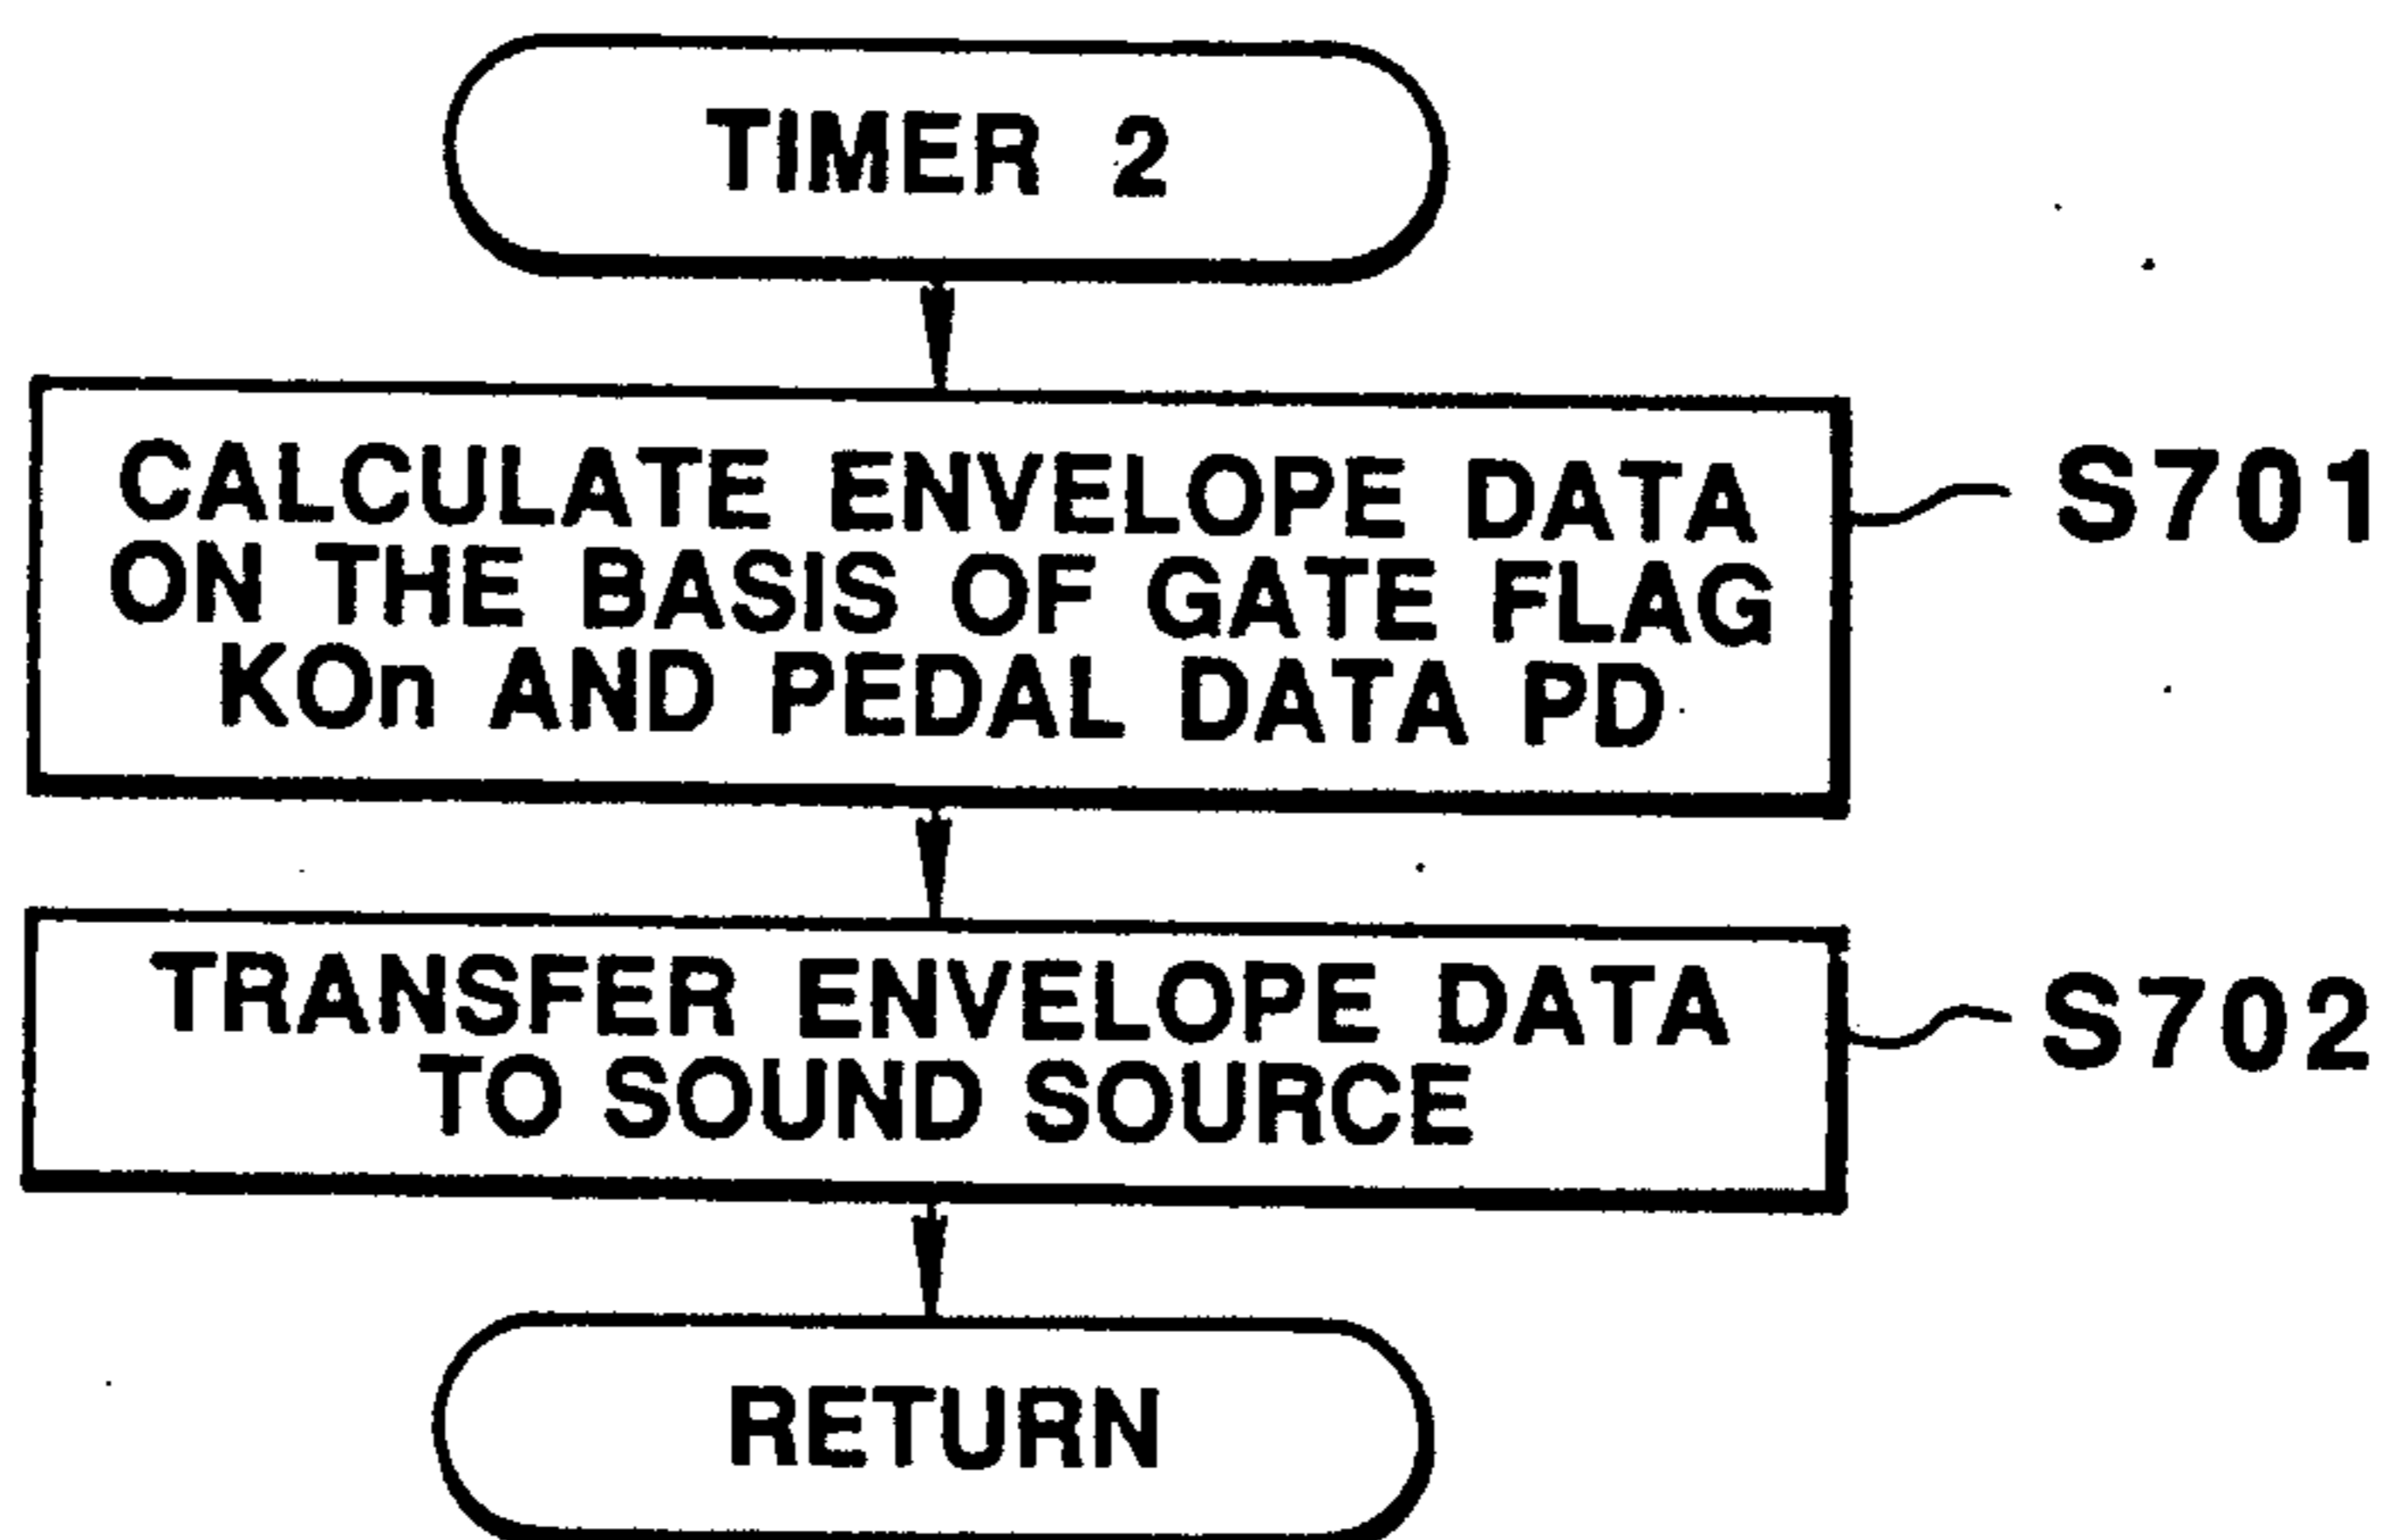 TIMER 2
CALCULATE ENVELOPE DATA
ON THE BASIS OF GATE FLAG
KOn AND PEDAL DATA PD
S701
TRANSFER ENVELOPE DATA
TO SOUND SOURCE
S702
RETURN